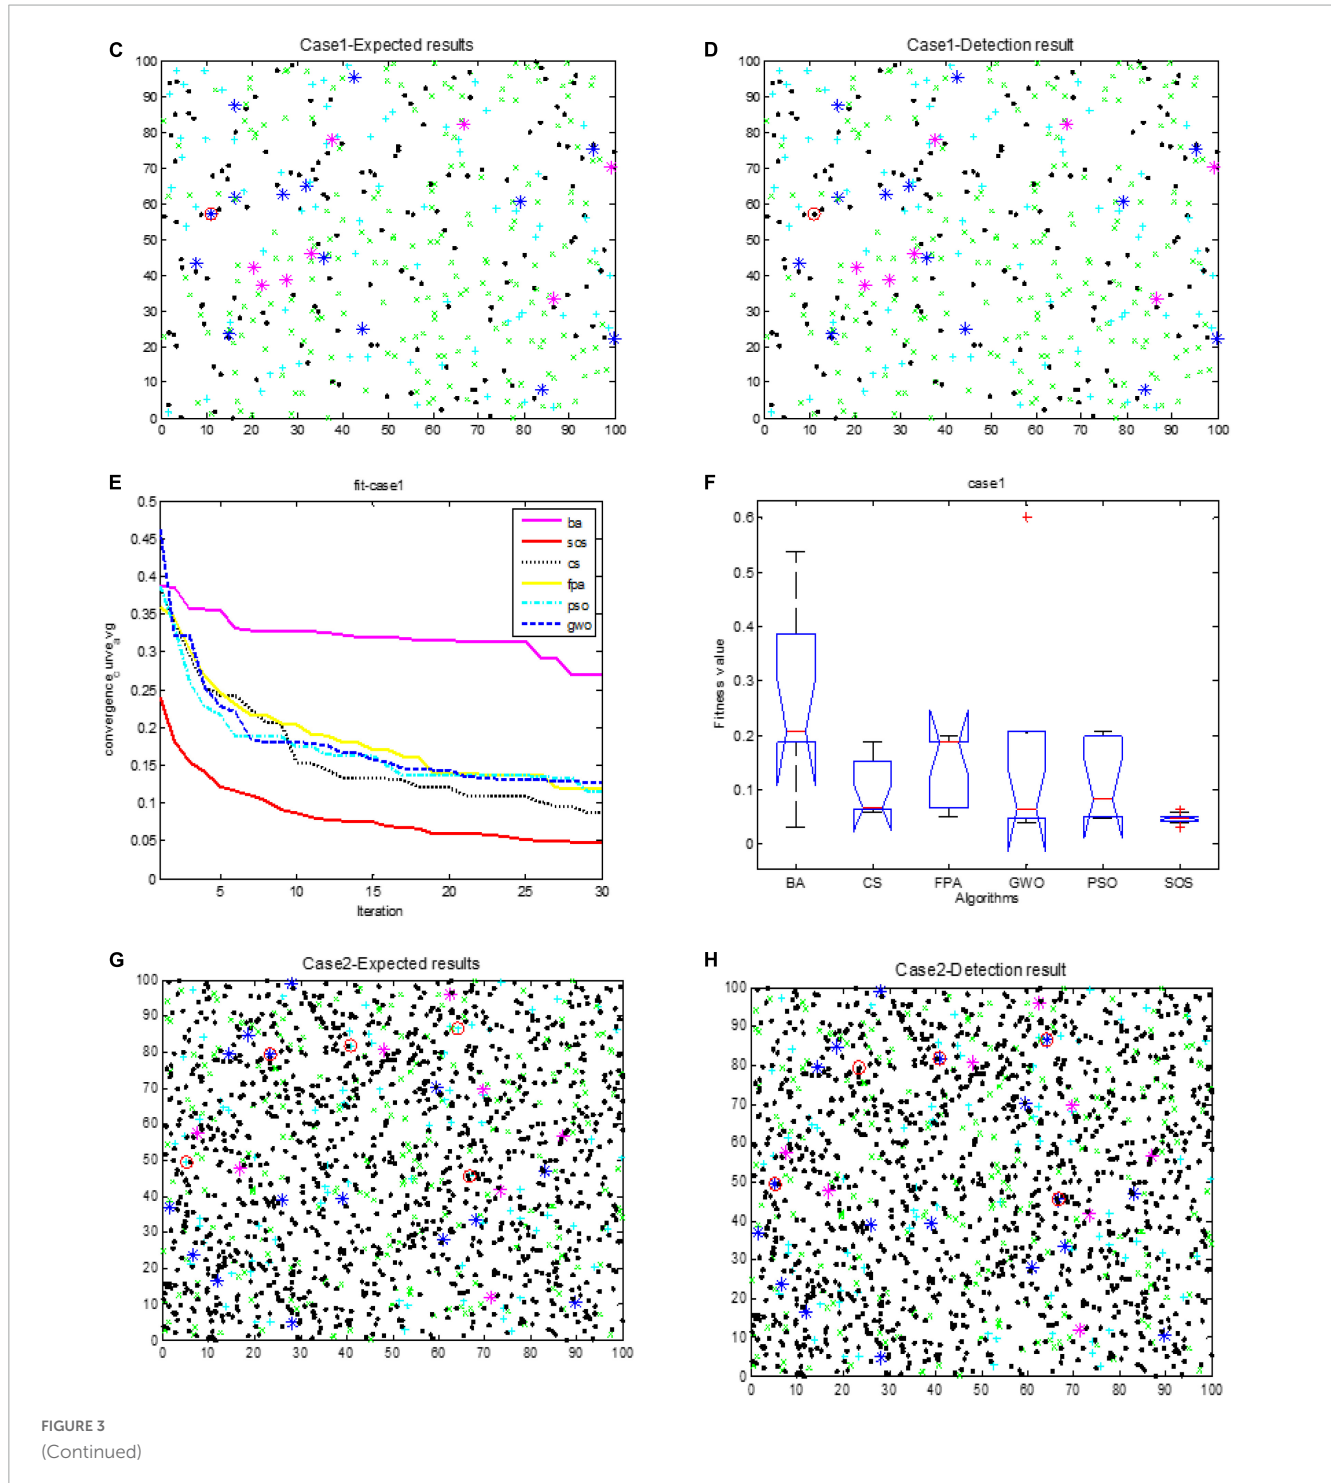 C
Case1-Expected results
100
90
80
70
60
50
40
30
20
10
0
0 10 20 30 40 50 60 70 80 90 100
D
Case1-Detection result
100
90
80
70
60
50
40
30
20
10
0
0 10 20 30 40 50 60 70 80 90 100
E
fit-case1
convergence_curve_avg
0.5
0.45
0.4
0.35
0.3
0.25
0.2
0.15
0.1
0.05
0
5 10 15 20 25 30
Iteration
ba
sos
cs
fpa
pso
gwo
F
case1
Fitness value
0.6
0.5
0.4
0.3
0.2
0.1
0
BA CS FPA GWO PSO SOS
Algorithms
G
Case2-Expected results
100
90
80
70
60
50
40
30
20
10
0
0 10 20 30 40 50 60 70 80 90 100
H
Case2-Detection result
100
90
80
70
60
50
40
30
20
10
0
0 10 20 30 40 50 60 70 80 90 100
FIGURE 3
(Continued)